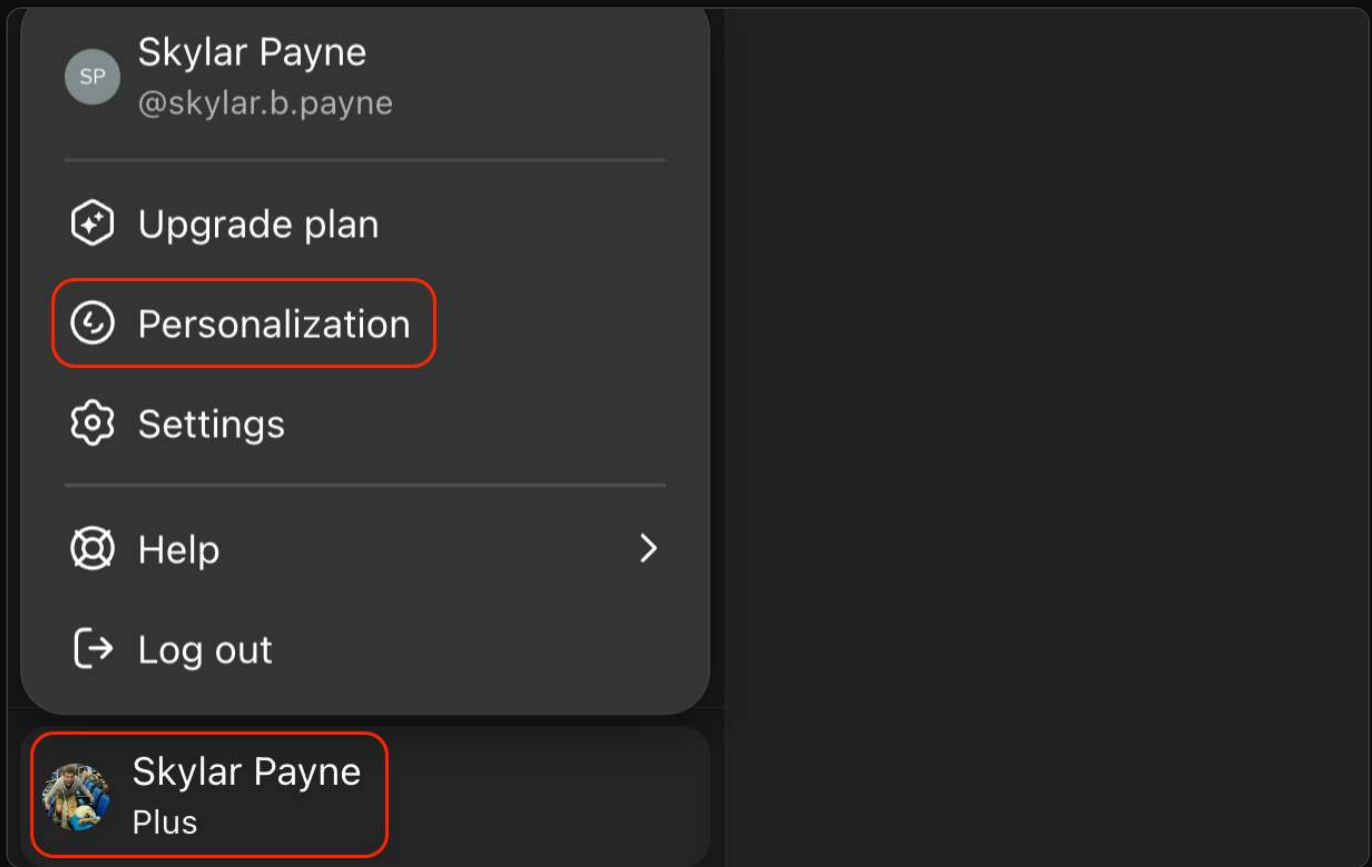 SP
Skylar Payne
@skylar.b.payne
Upgrade plan
Personalization
Settings
Help
Log out
Skylar Payne
Plus